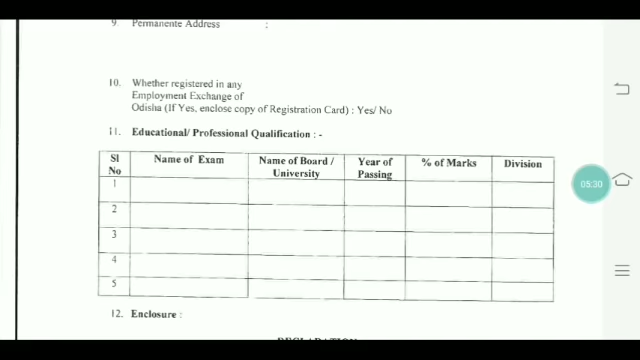 9. Permanente Address :
10. Whether registered in any
Employment Exchange of
Odisha (If Yes, enclose copy of Registration Card) : Yes/ No
11. Educational/ Professional Qualification : -
Sl No Name of Exam Name of Board / University Year of Passing % of Marks Division
1
2
3
4
5
12. Enclosure :
DECLARATION
05:30